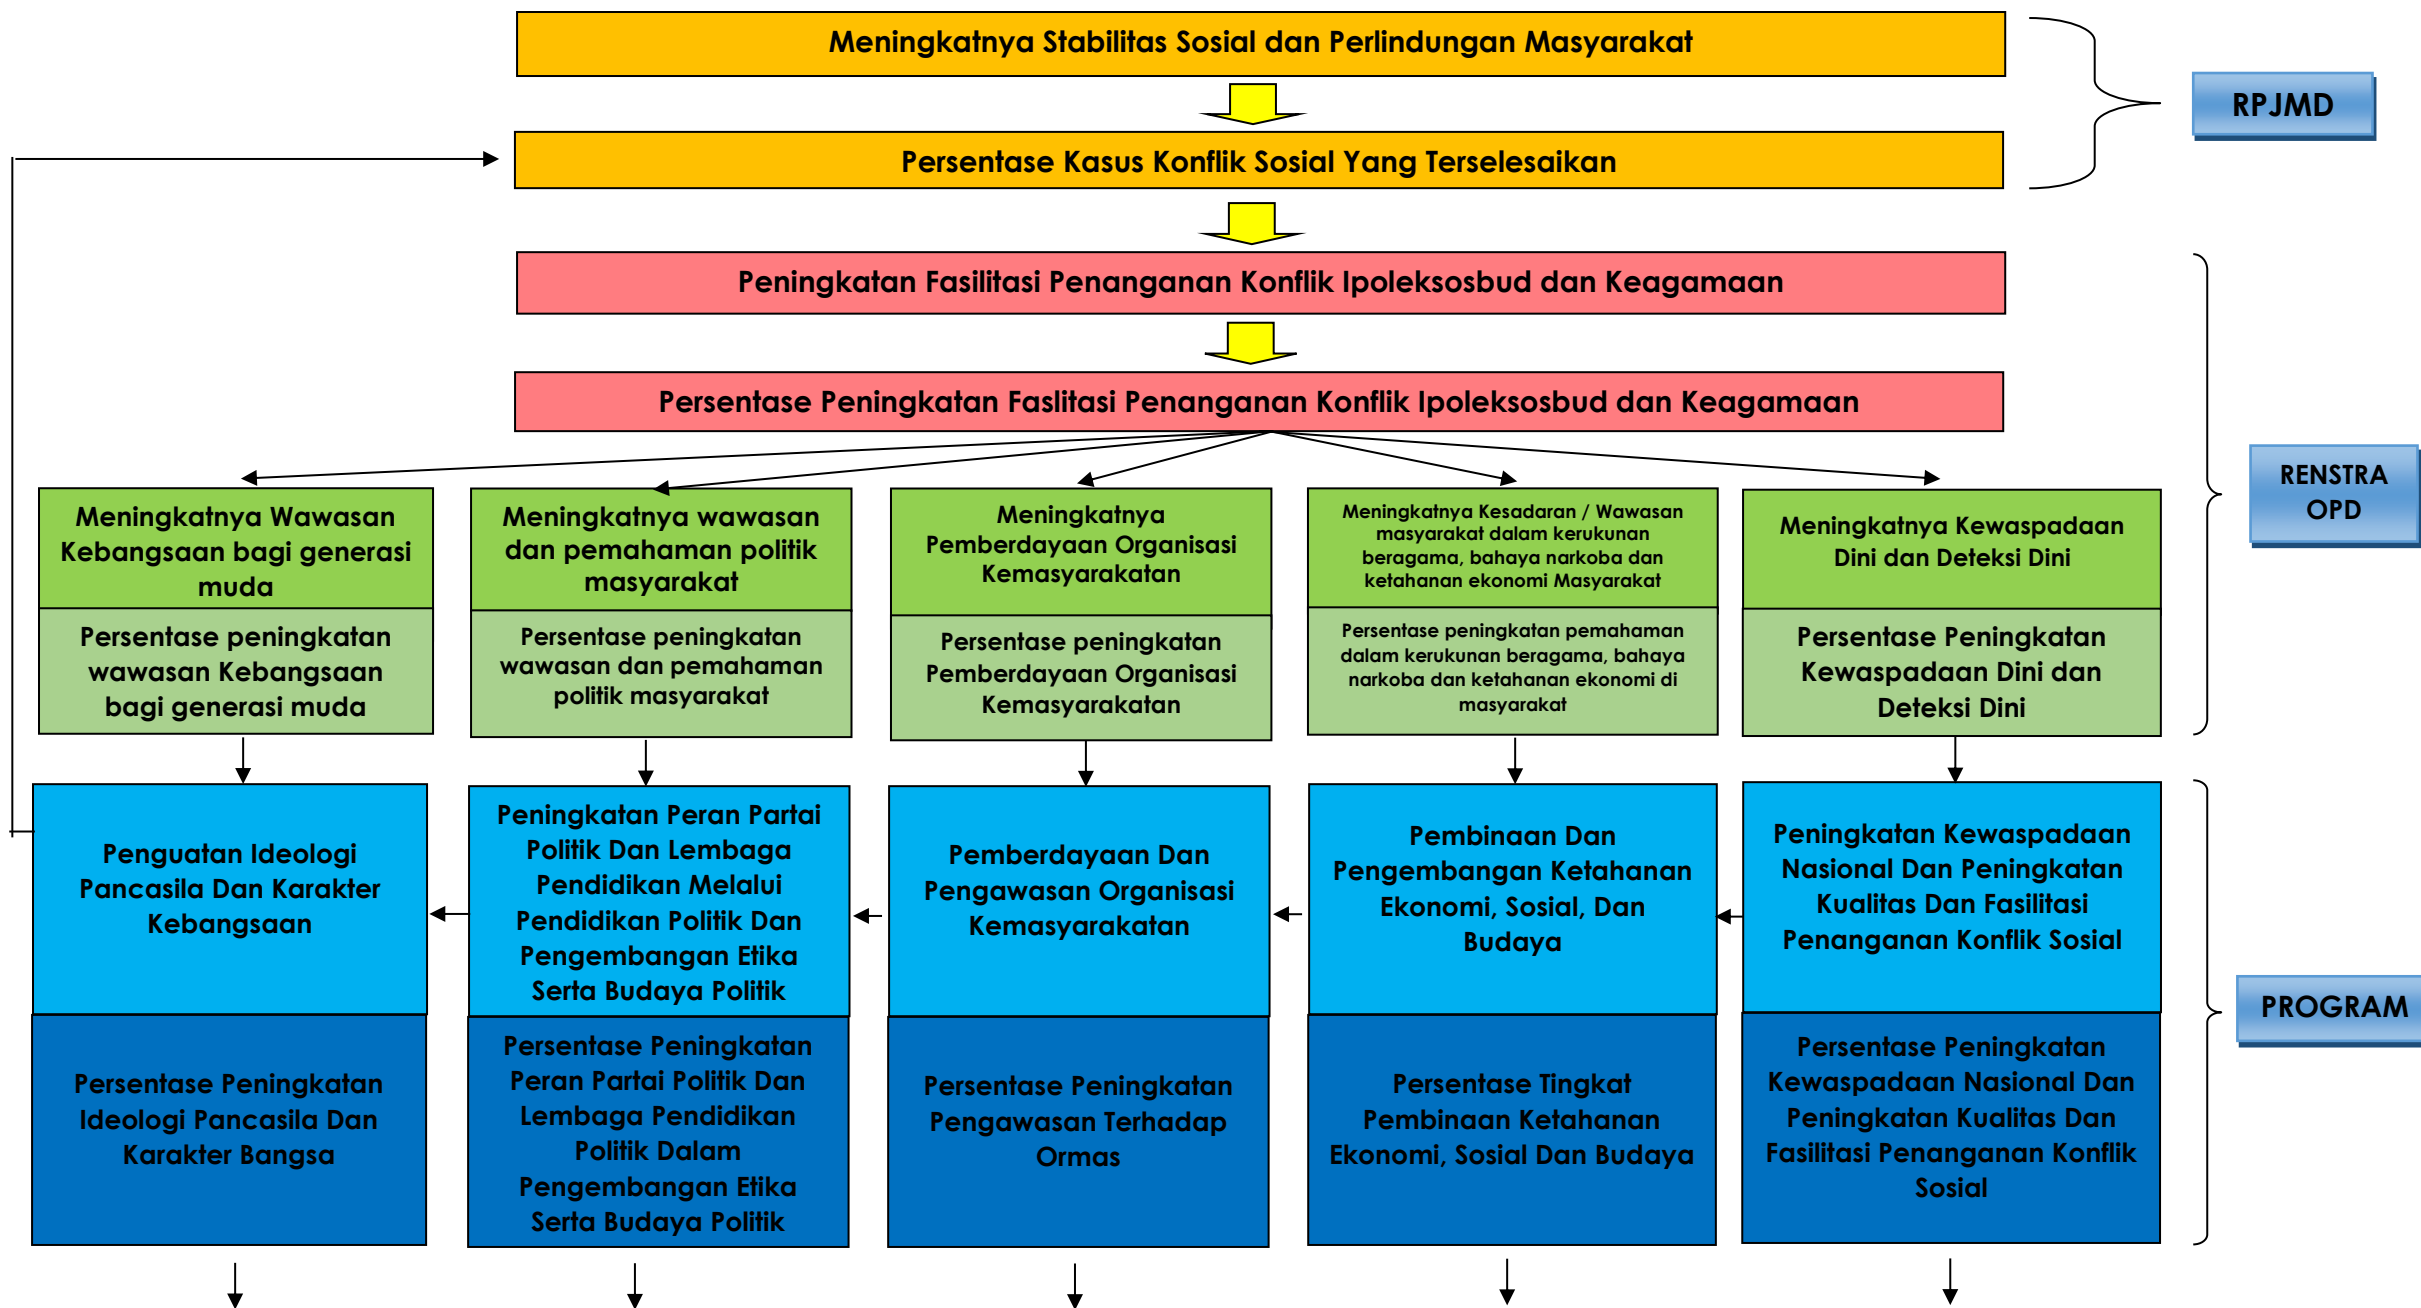 Meningkatnya Stabilitas Sosial dan Perlindungan Masyarakat
RPJMD
Persentase Kasus Konflik Sosial Yang Terselesaikan
Peningkatan Fasilitasi Penanganan Konflik Ipoleksosbud dan Keagamaan
Persentase Peningkatan Faslitasi Penanganan Konflik Ipoleksosbud dan Keagamaan
RENSTRA
OPD
Meningkatnya Wawasan
Kebangsaan bagi generasi
muda
Meningkatnya wawasan
dan pemahaman politik
masyarakat
Meningkatnya
Pemberdayaan Organisasi
Kemasyarakatan
Meningkatnya Kesadaran / Wawasan
masyarakat dalam kerukunan
beragama, bahaya narkoba dan
ketahanan ekonomi Masyarakat
Meningkatnya Kewaspadaan
Dini dan Deteksi Dini
Persentase peningkatan
wawasan Kebangsaan
bagi generasi muda
Persentase peningkatan
wawasan dan pemahaman
politik masyarakat
Persentase peningkatan
Pemberdayaan Organisasi
Kemasyarakatan
Persentase peningkatan pemahaman
dalam kerukunan beragama, bahaya
narkoba dan ketahanan ekonomi di
masyarakat
Persentase Peningkatan
Kewaspadaan Dini dan
Deteksi Dini
Penguatan Ideologi
Pancasila Dan Karakter
Kebangsaan
Peningkatan Peran Partai
Politik Dan Lembaga
Pendidikan Melalui
Pendidikan Politik Dan
Pengembangan Etika
Serta Budaya Politik
Pemberdayaan Dan
Pengawasan Organisasi
Kemasyarakatan
Pembinaan Dan
Pengembangan Ketahanan
Ekonomi, Sosial, Dan
Budaya
Peningkatan Kewaspadaan
Nasional Dan Peningkatan
Kualitas Dan Fasilitasi
Penanganan Konflik Sosial
PROGRAM
Persentase Peningkatan
Ideologi Pancasila Dan
Karakter Bangsa
Persentase Peningkatan
Peran Partai Politik Dan
Lembaga Pendidikan
Politik Dalam
Pengembangan Etika
Serta Budaya Politik
Persentase Peningkatan
Pengawasan Terhadap
Ormas
Persentase Tingkat
Pembinaan Ketahanan
Ekonomi, Sosial Dan Budaya
Persentase Peningkatan
Kewaspadaan Nasional Dan
Peningkatan Kualitas Dan
Fasilitasi Penanganan Konflik
Sosial